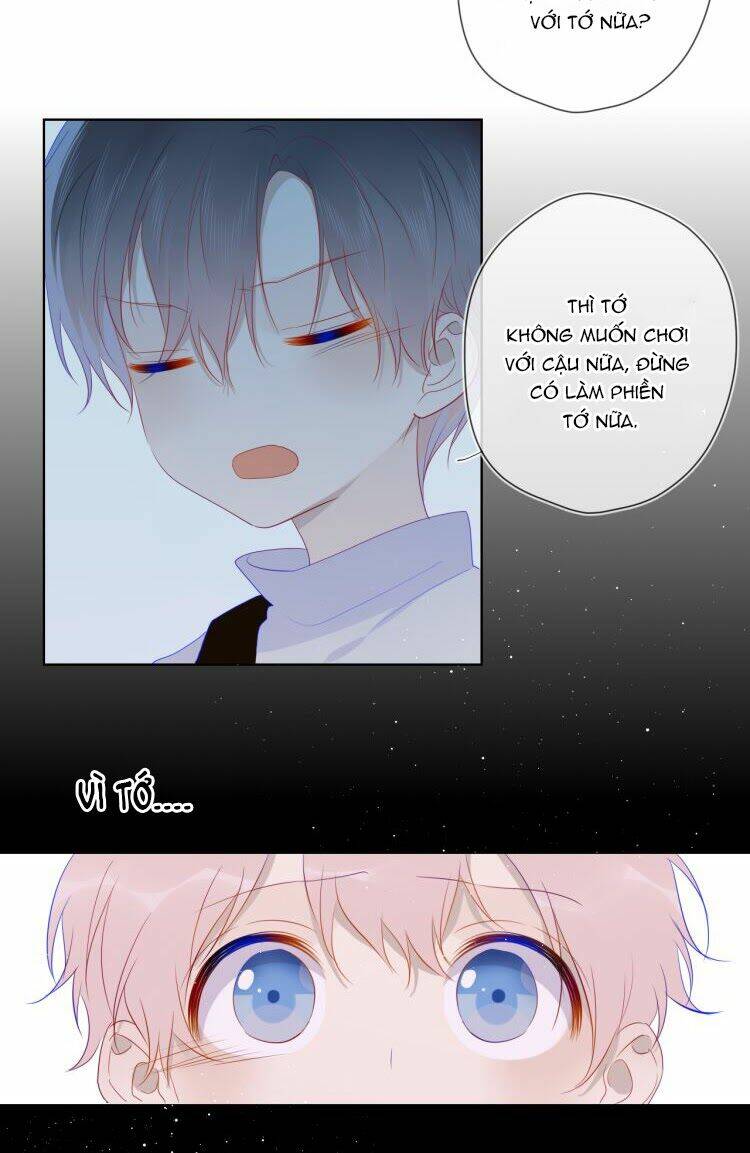 VỚI TỚ NỮA?
THÌ TỚ
KHÔNG MUỐN CHƠI
VỚI CẬU NỮA, ĐỪNG
CÓ LÀM PHIỀN
TỚ NỮA.
VÌ TỚ....